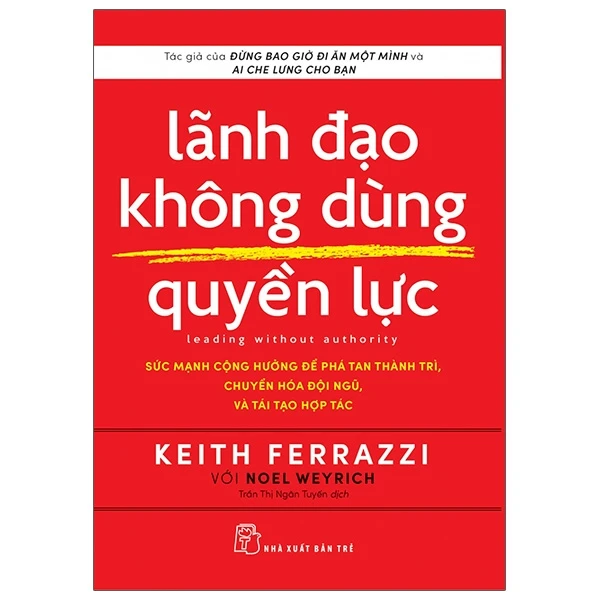 Tác giả của ĐỪNG BAO GIỜ ĐI ĂN MỘT MÌNH và
AI CHE LƯNG CHO BẠN
lãnh đạo
không dùng
quyền lực
leading without authority
SỨC MẠNH CỘNG HƯỞNG ĐỂ PHÁ TAN THÀNH TRÌ,
CHUYỂN HÓA ĐỘI NGŨ,
VÀ TÁI TẠO HỢP TÁC
KEITH FERRAZZI
VỚI NOEL WEYRICH
Trần Thị Ngân Tuyến dịch
NHÀ XUẤT BẢN TRẺ